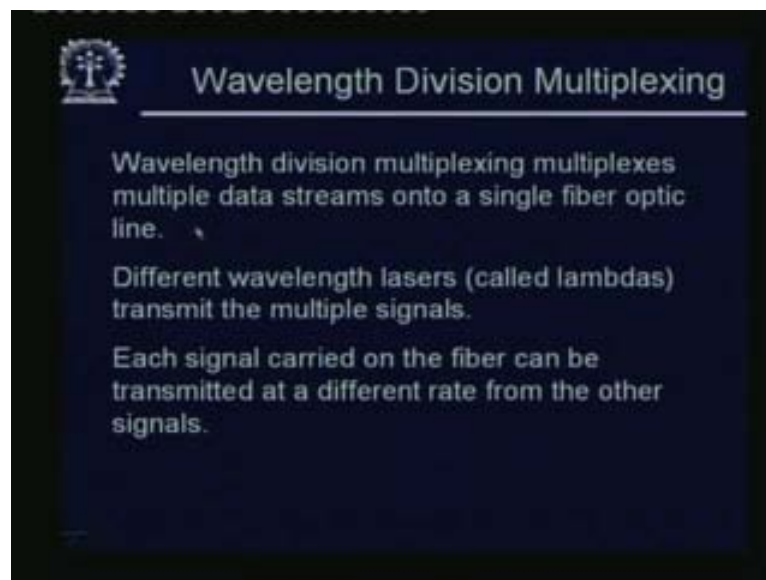 Wavelength Division Multiplexing
Wavelength division multiplexing multiplexes
multiple data streams onto a single fiber optic
line.
Different wavelength lasers (called lambdas)
transmit the multiple signals.
Each signal carried on the fiber can be
transmitted at a different rate from the other
signals.